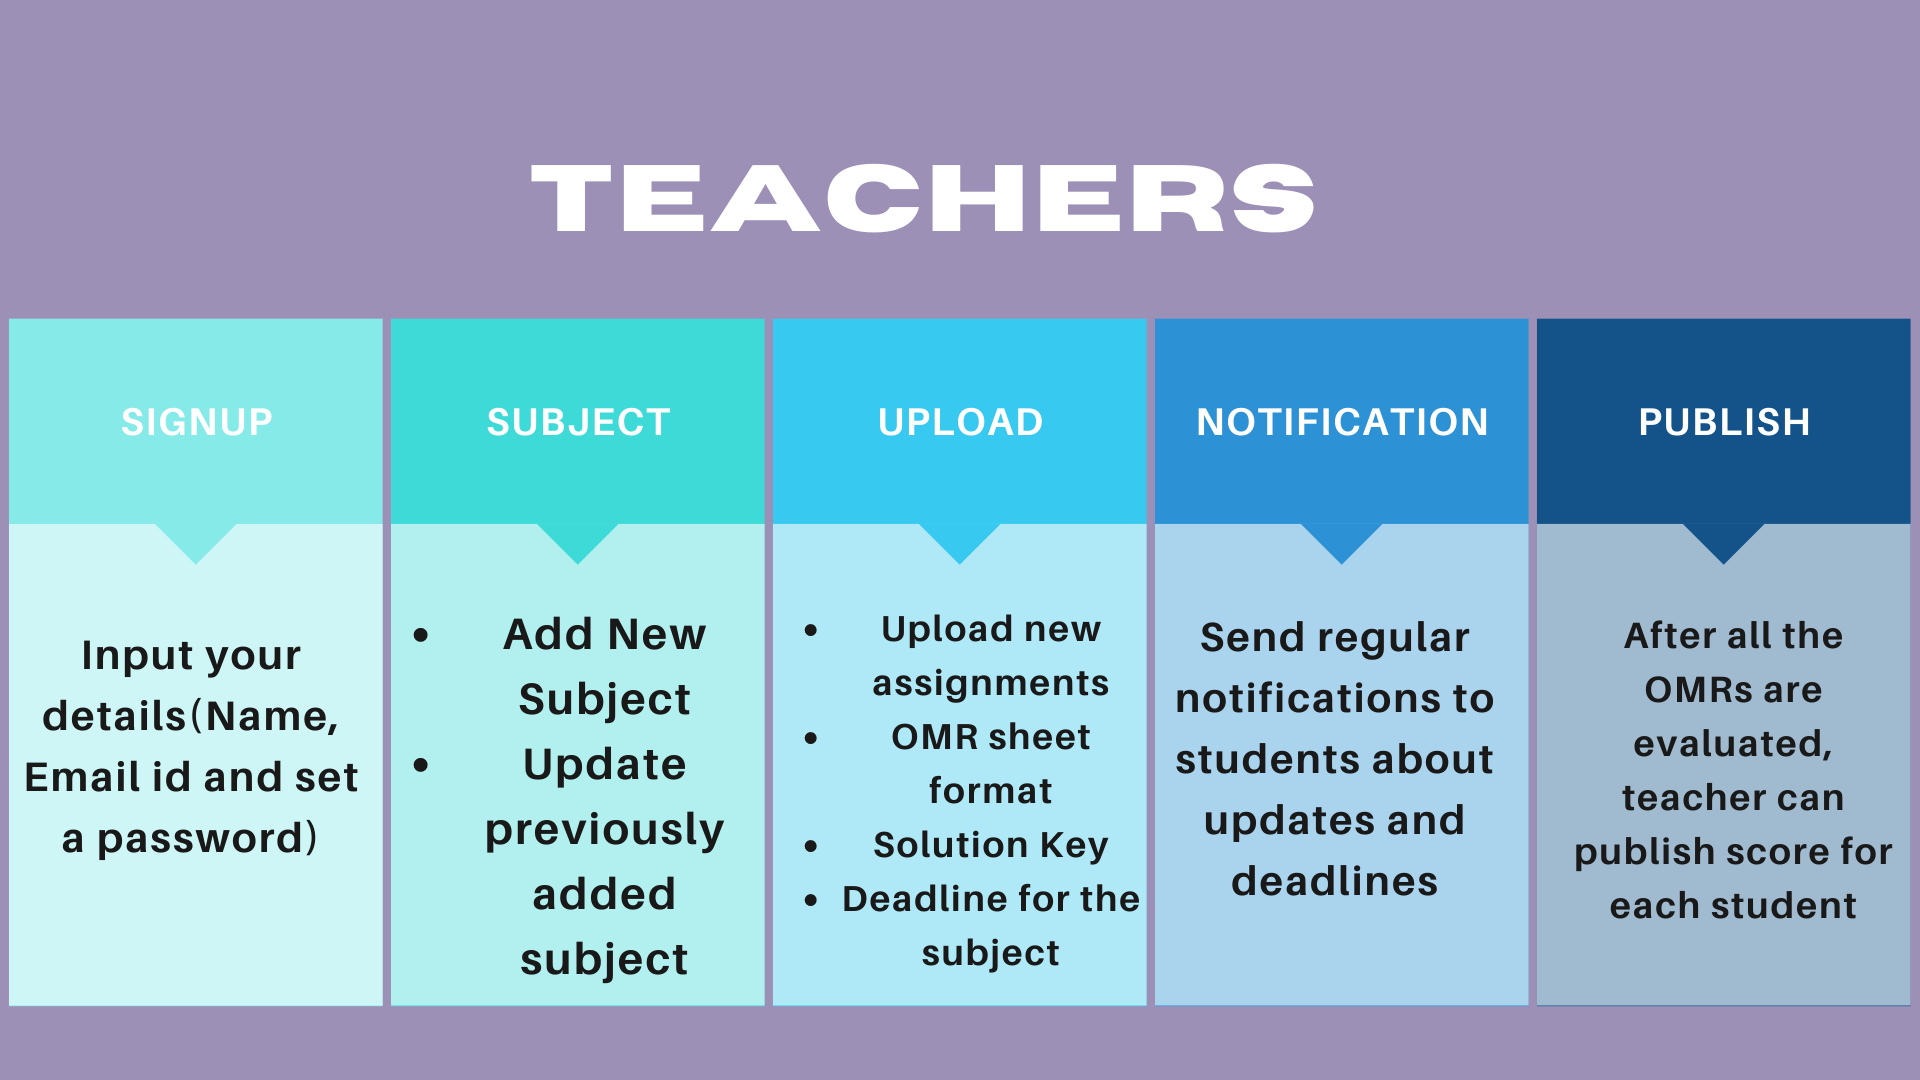 TEACHERS
SIGNUP
Input your
details(Name,
Email id and set
a password)
SUBJECT
• Add New
Subject
• Update
previously
added
subject
UPLOAD
• Upload new
assignments
• OMR sheet
format
• Solution Key
• Deadline for the
subject
NOTIFICATION
Send regular
notifications to
students about
updates and
deadlines
PUBLISH
After all the
OMRs are
evaluated,
teacher can
publish score for
each student